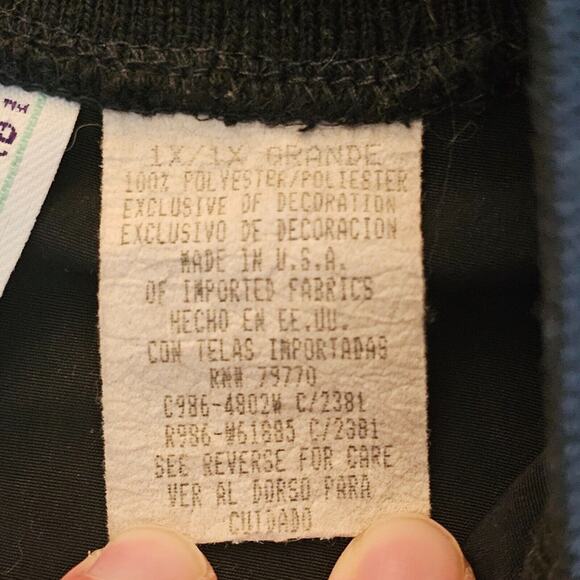 1X/1X GRANDE
100% POLYESTER/POLIESTER
EXCLUSIVE OF DECORATION
EXCLUSIVO DE DECORACION
MADE IN U.S.A.
OF IMPORTED FABRICS
HECHO EN EE.UU.
CON TELAS IMPORTADAS
RN# 79770
C986-4802W C/2381
R986-W61885 C/2381
SEE REVERSE FOR CARE
VER AL DORSO PARA
CUIDADO